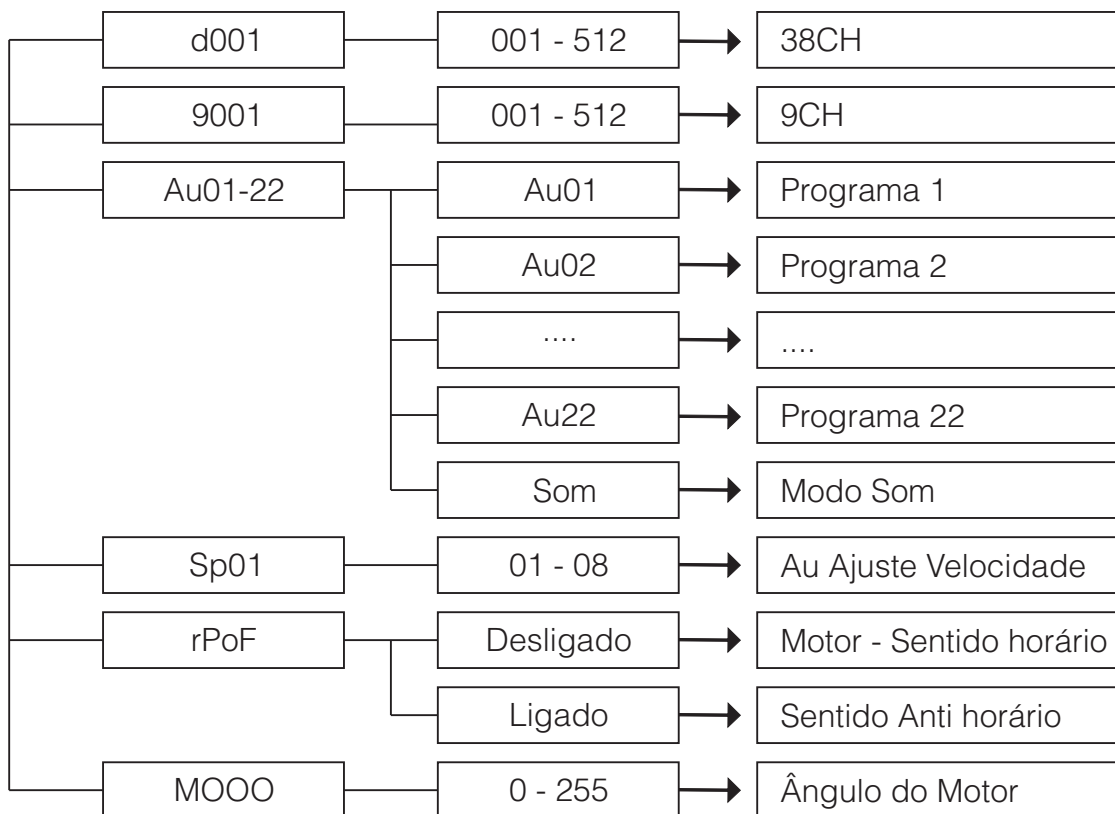 d001 001 - 512 38CH
9001 001 - 512 9CH
Au01-22 Au01 Programa 1
Au02 Programa 2
.... ....
Au22 Programa 22
Som Modo Som
Sp01 01 - 08 Au Ajuste Velocidade
rPoF Desligado Motor - Sentido horário
Ligado Sentido Anti horário
MOOO 0 - 255 Ângulo do Motor